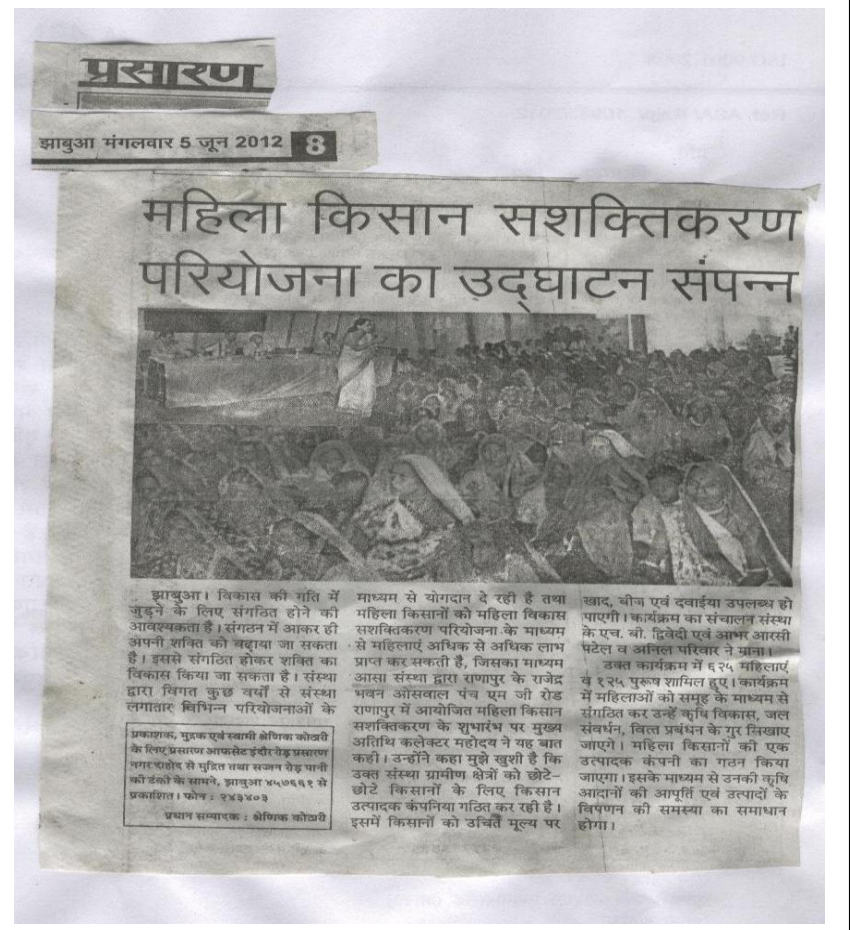 प्रसारण
झाबुआ मंगलवार 5 जून 2012 8
महिला किसान सशक्तिकरण
परियोजना का उद्घाटन संपन्न
झाबुआ। विकास की गति में
जुड़ने के लिए संगठित होने की
आवश्यकता है। संगठन में आकर ही
अपनी शक्ति को बढ़ाया जा सकता
है। इससे संगठित होकर शक्ति का
विकास किया जा सकता है। संस्था
द्वारा विगत कुछ वर्षों से संस्था
लगातार विभिन्न परियोजनाओं के
प्रकाशक, मुद्रक एवं स्वामी श्रेणिक कोठारी
के लिए प्रसारण आफसेट इंदौर रोड़ प्रसारण
नगर दाहोद से मुद्रित तथा सज्जन रोड़ पानी
की टंकी के सामने, झाबुआ ४५७६६१ से
प्रकाशित। फोन : २४३४०३
प्रधान सम्पादक : श्रेणिक कोठारी
माध्यम से योगदान दे रही है तथा
महिला किसानों को महिला विकास
सशक्तिकरण परियोजना के माध्यम
से महिलाएं अधिक से अधिक लाभ
प्राप्त कर सकती है, जिसका माध्यम
आसा संस्था द्वारा राणापुर के राजेंद्र
भवन ओसवाल पंच एम जी रोड
राणापुर में आयोजित महिला किसान
सशक्तिकरण के शुभारंभ पर मुख्य
अतिथि कलेक्टर महोदय ने यह बात
कही। उन्होंने कहा मुझे खुशी है कि
उक्त संस्था ग्रामीण क्षेत्रों को छोटे-
छोटे किसानों के लिए किसान
उत्पादक कंपनिया गठित कर रही है।
इसमें किसानों को उचित मूल्य पर
खाद, बीज एवं दवाईया उपलब्ध हो
पाएगी। कार्यक्रम का संचालन संस्था
के एच. बी. द्विवेदी एवं आभर आरसी
पटेल व अनिल परिवार ने माना।
उक्त कार्यक्रम में ६२५ महिलाएं
व १२५ पुरूष शामिल हुए। कार्यक्रम
में महिलाओं को समूह के माध्यम से
संगठित कर उन्हें कृषि विकास, जल
संवर्धन, वित्त प्रबंधन के गुर सिखाए
जाएगे। महिला किसानों की एक
उत्पादक कंपनी का गठन किया
जाएगा। इसके माध्यम से उनकी कृषि
आदानों की आपूर्ति एवं उत्पादों के
विपणन की समस्या का समाधान
होगा।